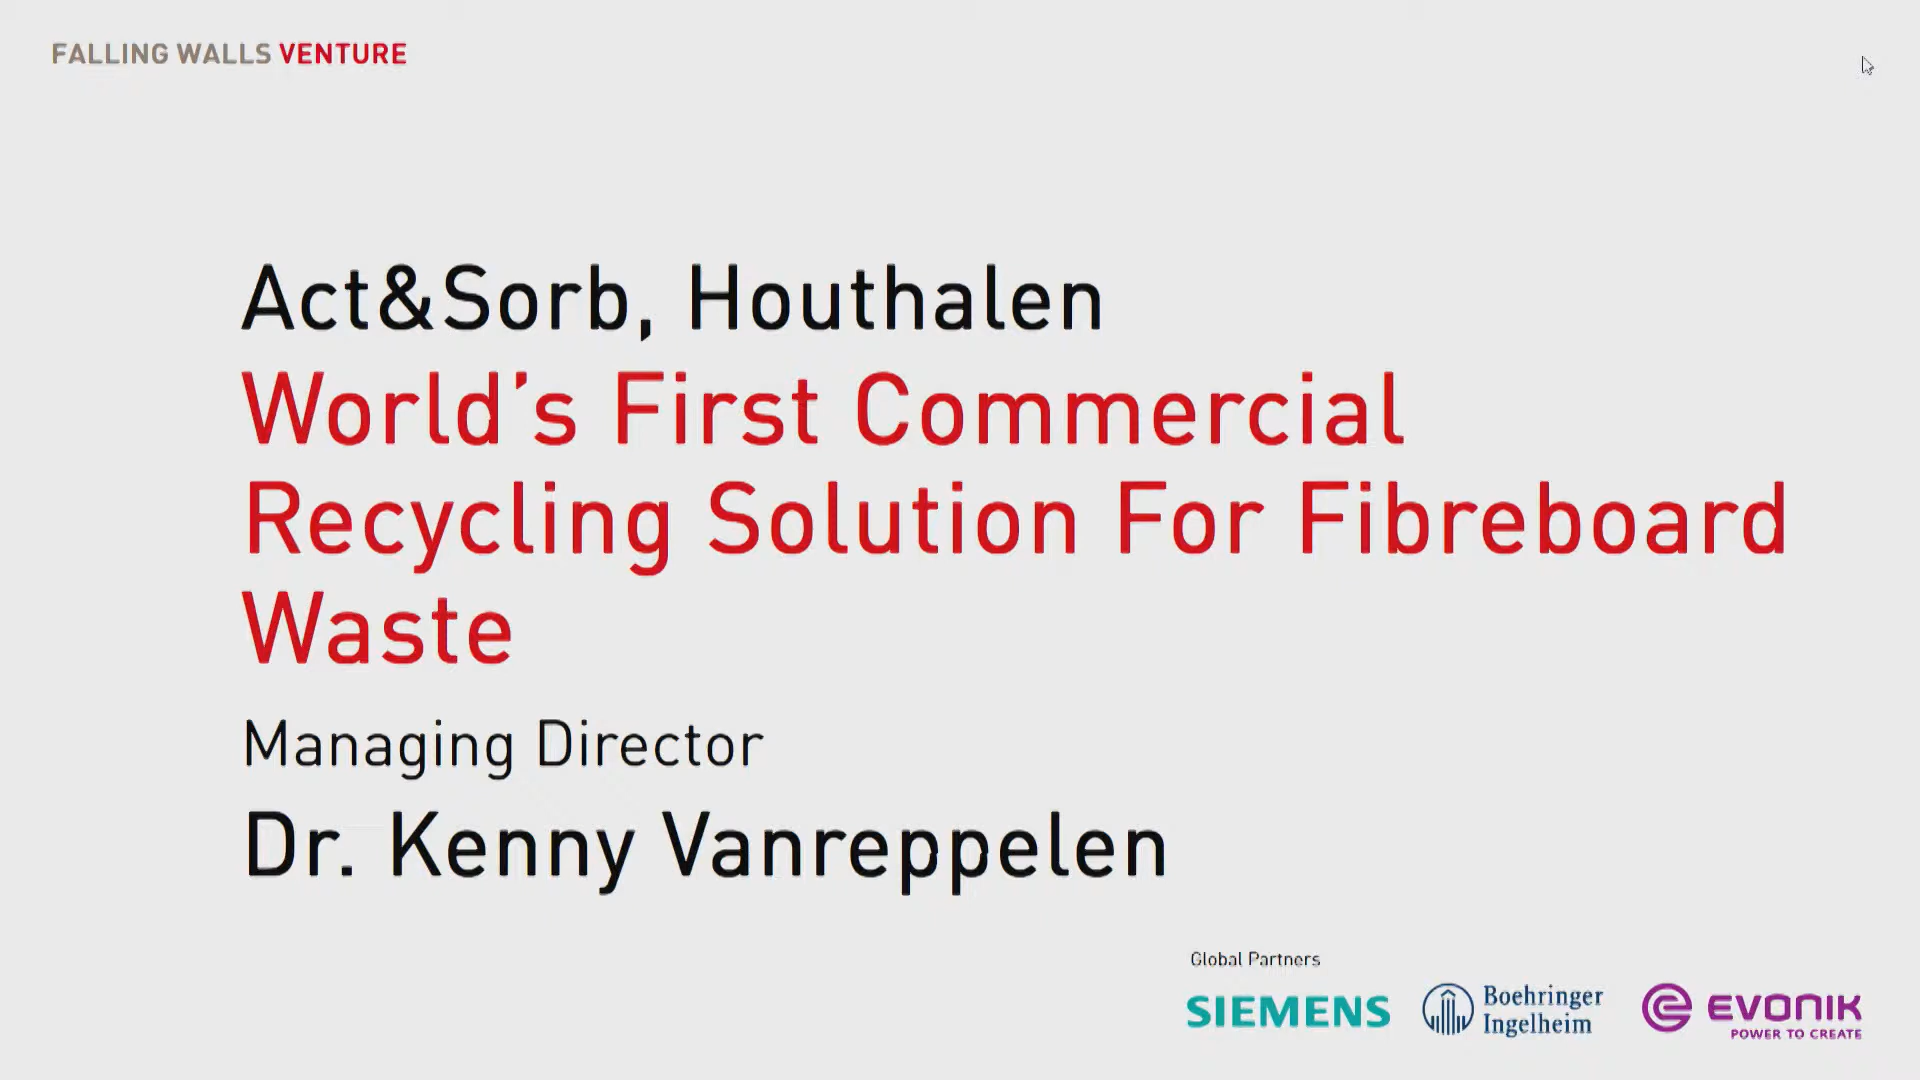 FALLING WALLS VENTURE
Act&Sorb, Houthalen
World's First Commercial
Recycling Solution For Fibreboard
Waste
Managing Director
Dr. Kenny Vanreppelen
Global Partners
SIEMENS
Boehringer
Ingelheim
EVONIK
POWER TO CREATE